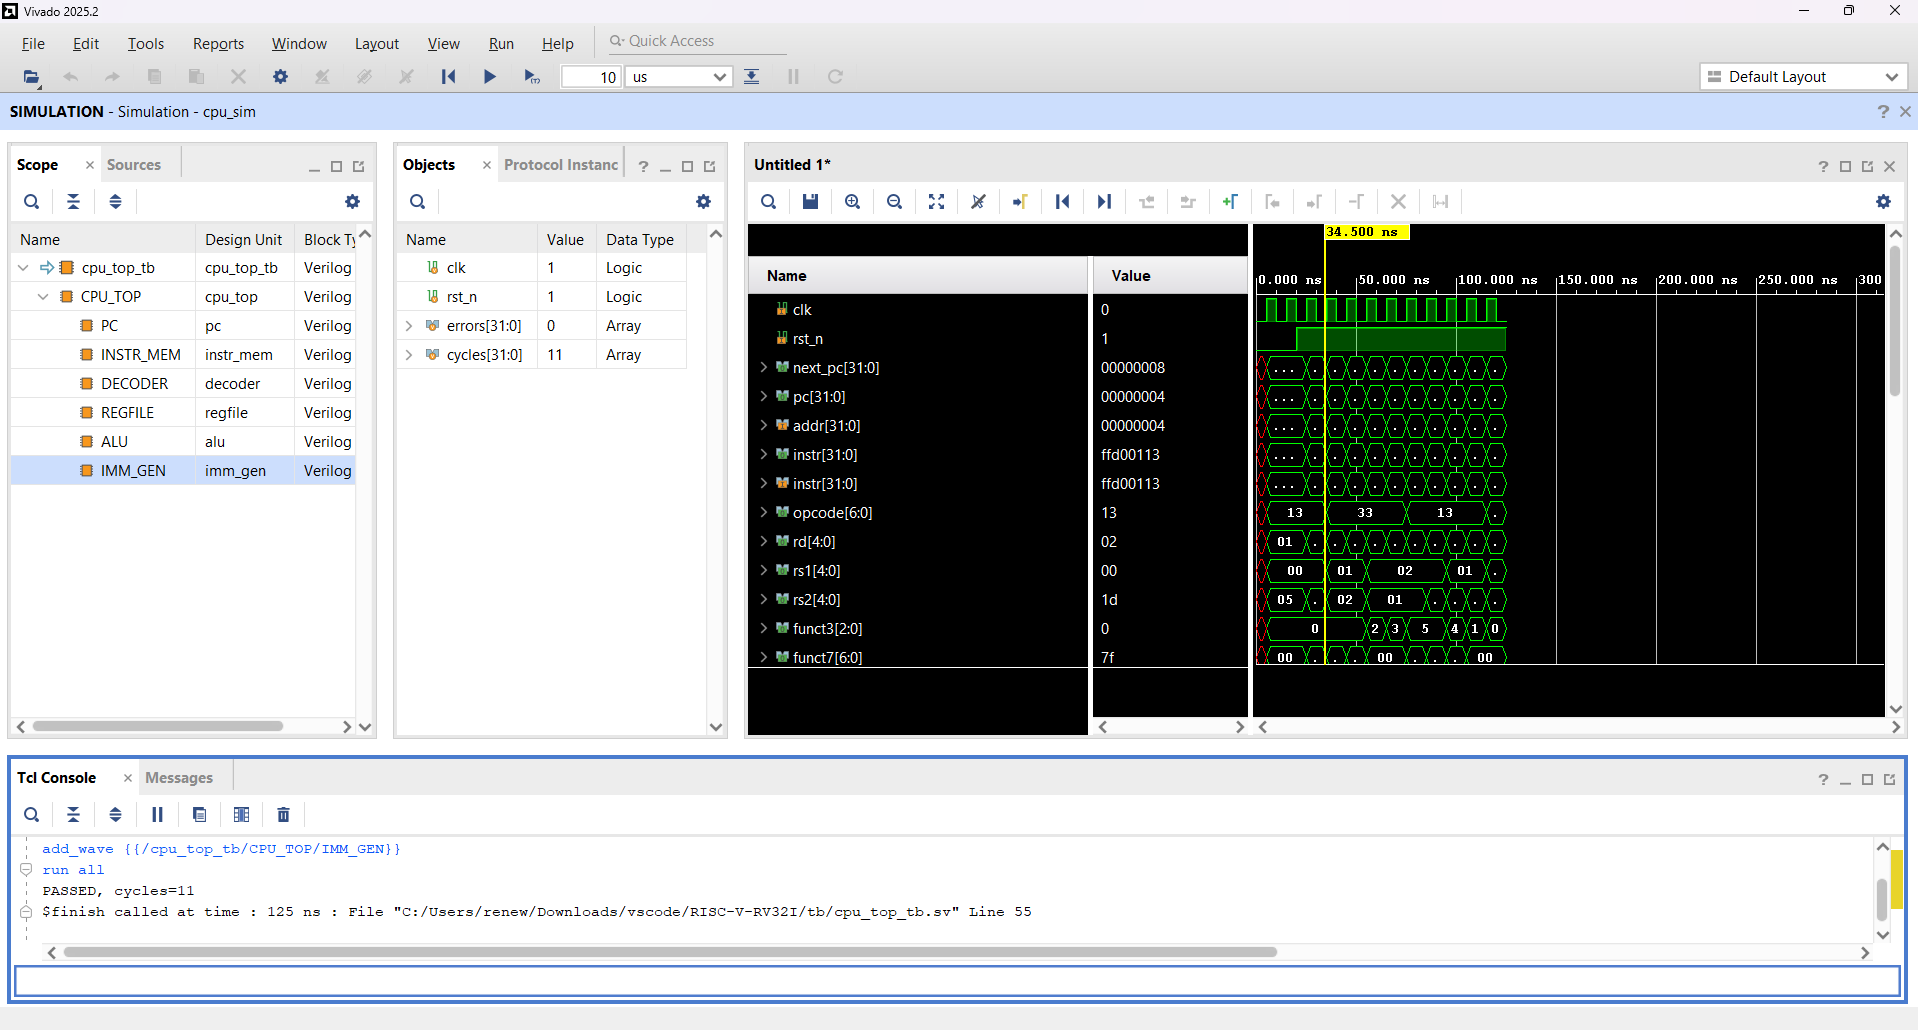 Vivado 2025.2
File Edit Tools Reports Window Layout View Run Help Quick Access
10 us Default Layout
SIMULATION - Simulation - cpu_sim
Scope Sources
Name Design Unit Block Ty
cpu_top_tb cpu_top_tb Verilog
CPU_TOP cpu_top Verilog
PC pc Verilog
INSTR_MEM instr_mem Verilog
DECODER decoder Verilog
REGFILE regfile Verilog
ALU alu Verilog
IMM_GEN imm_gen Verilog
Objects Protocol Instanc
Name Value Data Type
clk 1 Logic
rst_n 1 Logic
errors[31:0] 0 Array
cycles[31:0] 11 Array
Untitled 1*
34.500 ns
0.000 ns 50.000 ns 100.000 ns 150.000 ns 200.000 ns 250.000 ns 300
Name Value
clk 0
rst_n 1
next_pc[31:0] 00000008 ... . . . . . . . . . .
pc[31:0] 00000004 ... . . . . . . . . . .
addr[31:0] 00000004 ... . . . . . . . . . .
instr[31:0] ffd00113 ... . . . . . . . . . .
instr[31:0] ffd00113 ... . . . . . . . . . .
opcode[6:0] 13 13 33 13 .
rd[4:0] 02 01 . . . . . . . . . .
rs1[4:0] 00 00 01 02 01 .
rs2[4:0] 1d 05 . 02 01 . . . .
funct3[2:0] 0 0 2 3 5 4 1 0
funct7[6:0] 7f 00 . . . 00 . . . 00
Tcl Console Messages
add_wave {{/cpu_top_tb/CPU_TOP/IMM_GEN}}
run all
PASSED, cycles=11
$finish called at time : 125 ns : File "C:/Users/renew/Downloads/vscode/RISC-V-RV32I/tb/cpu_top_tb.sv" Line 55